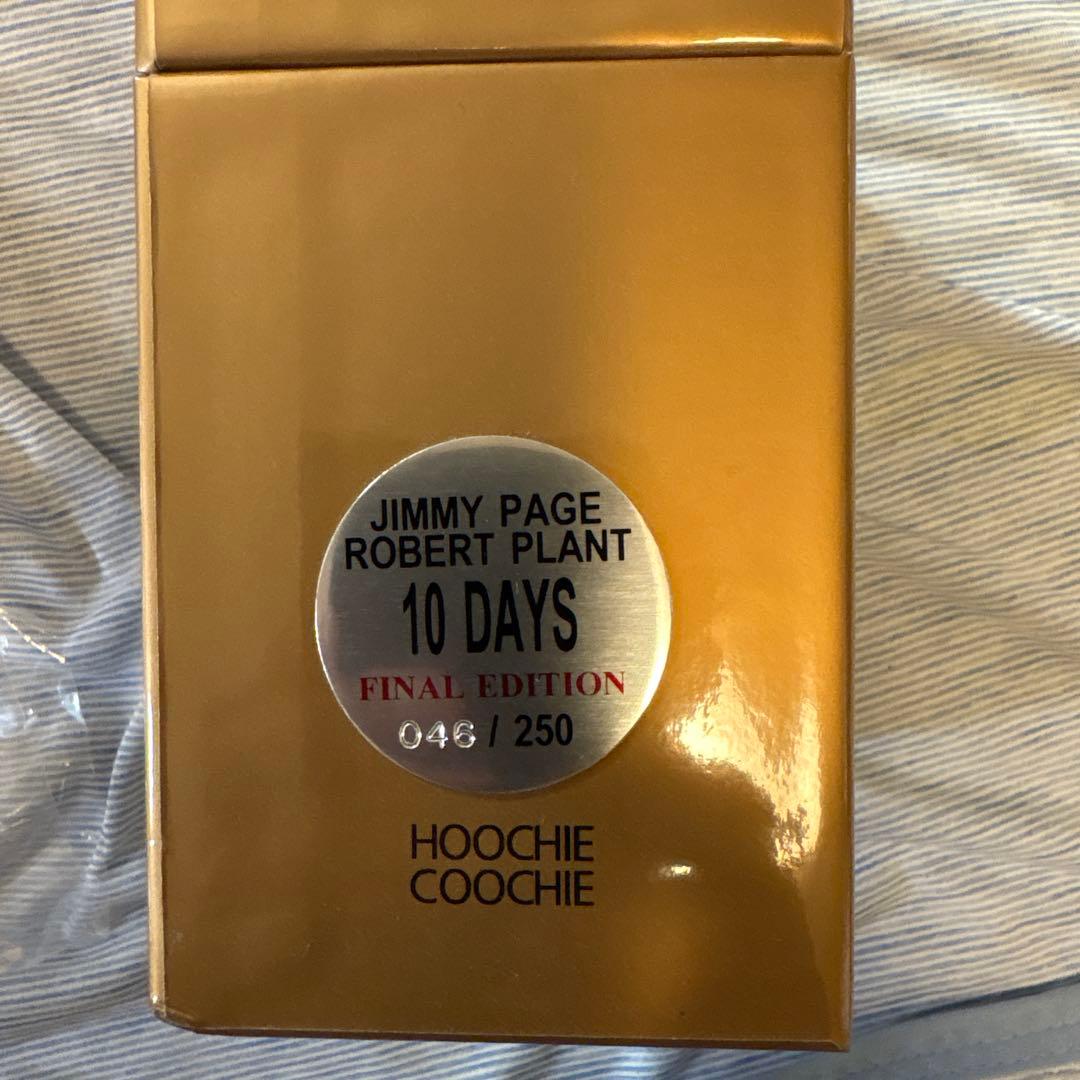 JIMMY PAGE
ROBERT PLANT
10 DAYS
FINAL EDITION
046 / 250
HOOCHIE
COOCHIE